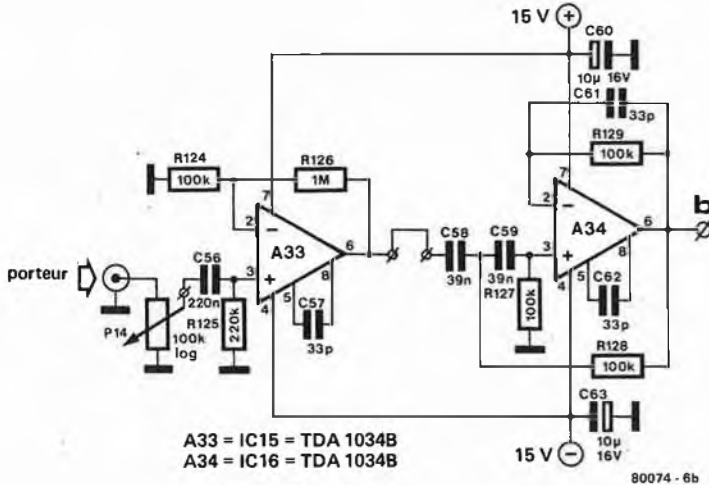 15 V +
C60
10µ 16V
C61
33p
R129
100k
R124
100k
R126
1M
7
2
−
A33
6
3
+
8
4
5
C57
33p
porteur
P14
100k
log
C56
220n
R125
220k
C58
39n
C59
39n
R127
100k
7
2
−
A34
6
b
3
+
8
4
5
C62
33p
R128
100k
C63
10µ
16V
15 V −
A33 = IC15 = TDA 1034B
A34 = IC16 = TDA 1034B
80074 - 6b